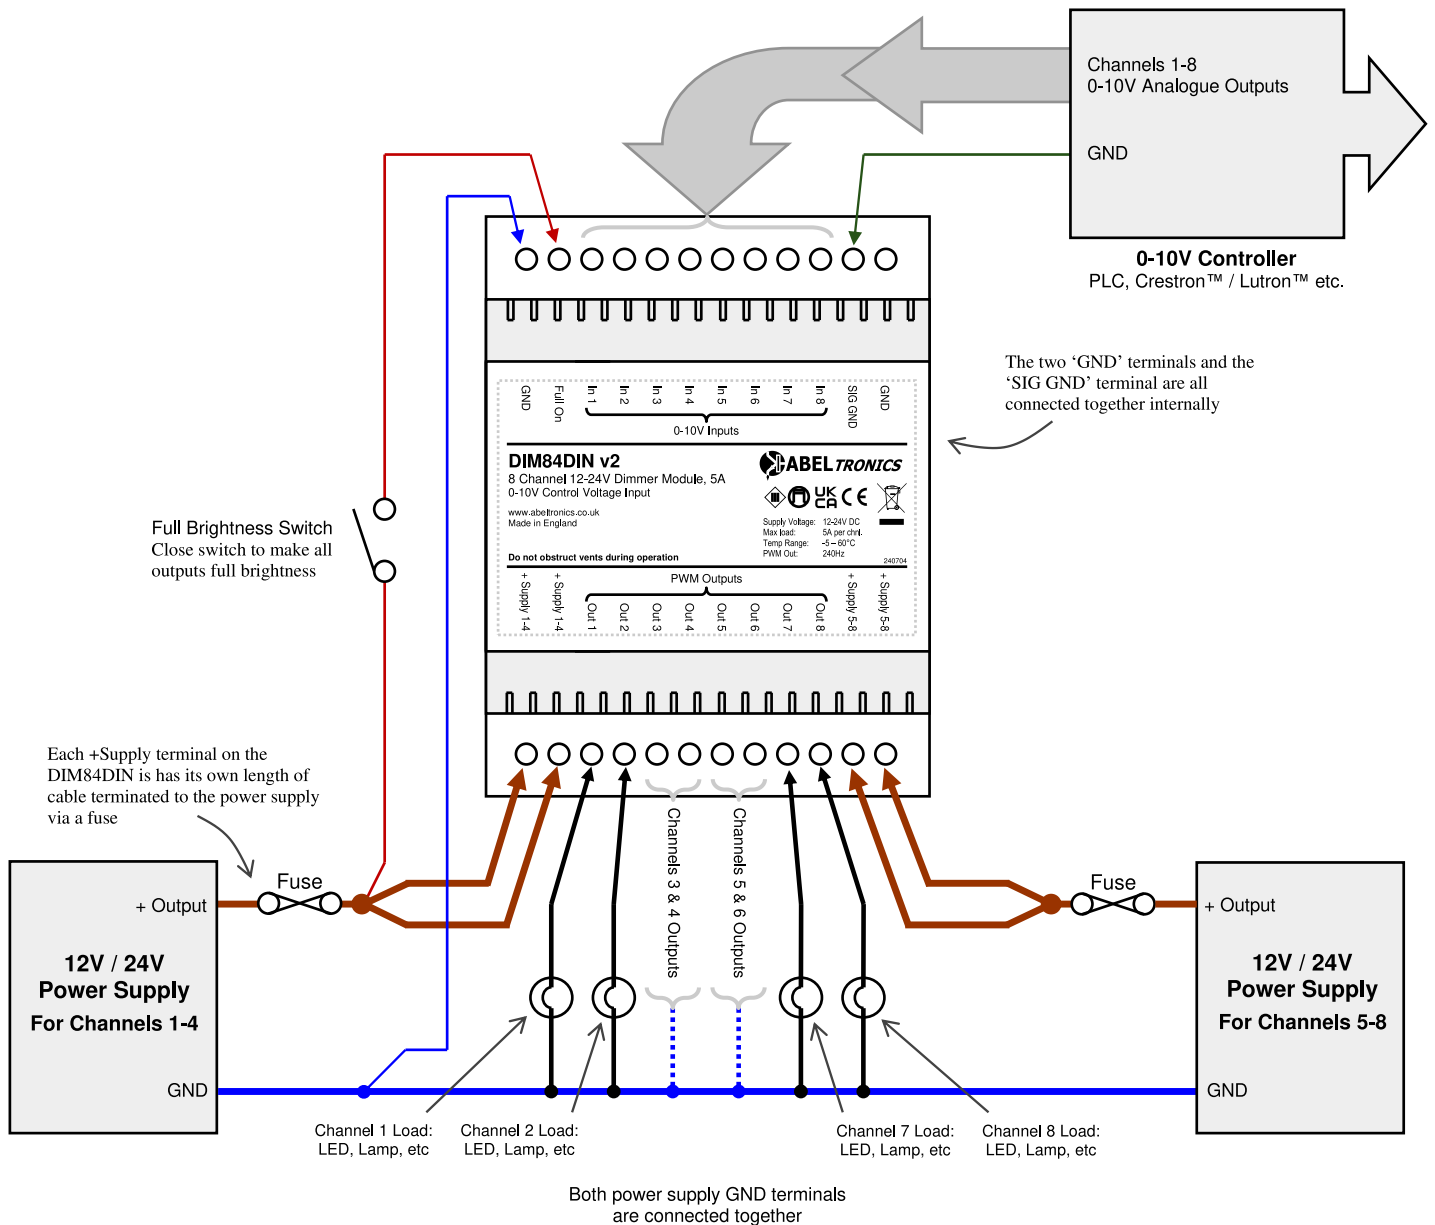 Channels 1-8
0-10V Analogue Outputs
GND
0-10V Controller
PLC, Crestron™ / Lutron™ etc.
The two ‘GND’ terminals and the
‘SIG GND’ terminal are all
connected together internally
GND
Full On
In 1
In 2
In 3
In 4
In 5
In 6
In 7
In 8
SIG GND
GND
0-10V Inputs
DIM84DIN v2
8 Channel 12-24V Dimmer Module, 5A
0-10V Control Voltage Input
www.abeltronics.co.uk
Made in England
Do not obstruct vents during operation
ABELTRONICS
UK
CA
CE
Supply Voltage: 12-24V DC
Max load: 5A per chnl.
Temp Range: -5 – 60°C
PWM Out: 240Hz
240704
PWM Outputs
+ Supply 1-4
+ Supply 1-4
Out 1
Out 2
Out 3
Out 4
Out 5
Out 6
Out 7
Out 8
+ Supply 5-8
+ Supply 5-8
Full Brightness Switch
Close switch to make all
outputs full brightness
Each +Supply terminal on the
DIM84DIN is has its own length of
cable terminated to the power supply
via a fuse
Fuse
+ Output
12V / 24V
Power Supply
For Channels 1-4
GND
Channels 3 & 4 Outputs
Channels 5 & 6 Outputs
Fuse
+ Output
12V / 24V
Power Supply
For Channels 5-8
GND
Channel 1 Load:
LED, Lamp, etc
Channel 2 Load:
LED, Lamp, etc
Channel 7 Load:
LED, Lamp, etc
Channel 8 Load:
LED, Lamp, etc
Both power supply GND terminals
are connected together